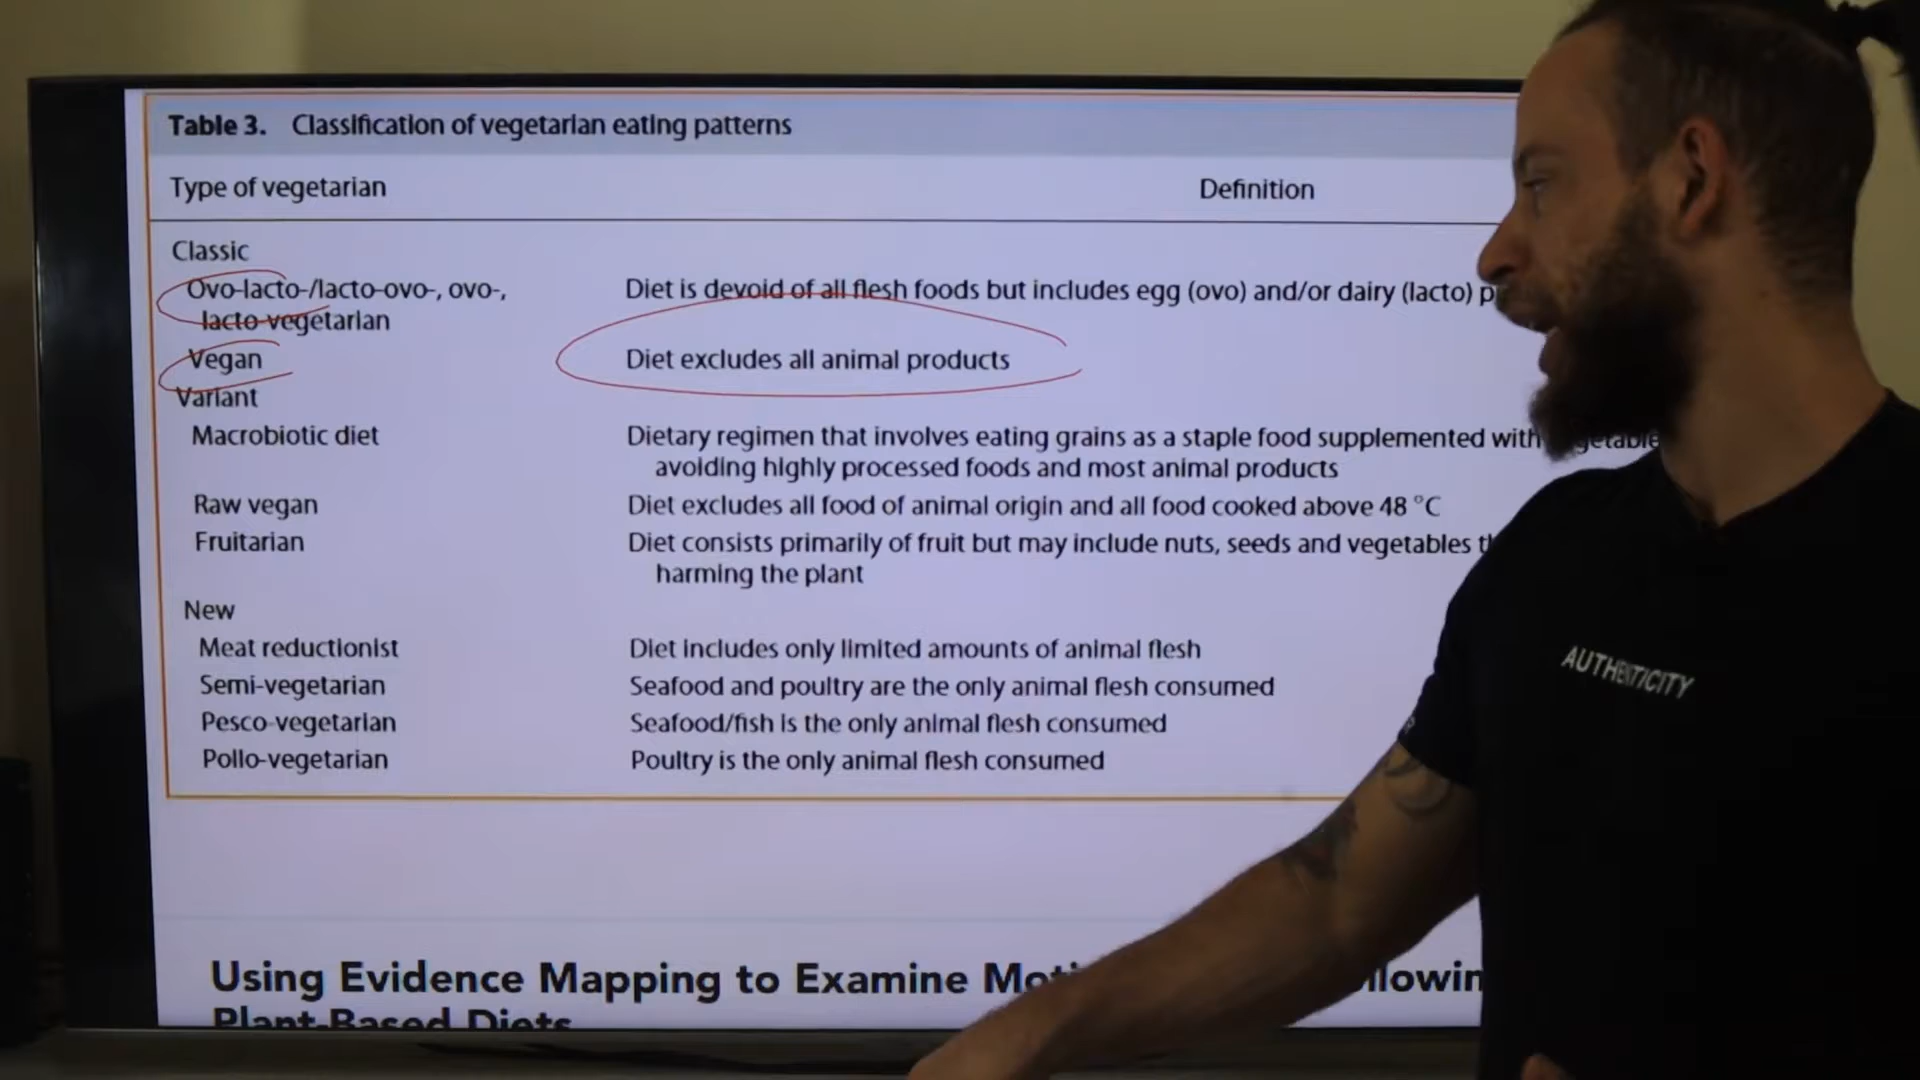 Table 3. Classification of vegetarian eating patterns
Type of vegetarian Definition
Classic
Ovo-lacto-/lacto-ovo-, ovo-, Diet is devoid of all flesh foods but includes egg (ovo) and/or dairy (lacto)
lacto-vegetarian
Vegan Diet excludes all animal products
Variant
Macrobiotic diet Dietary regimen that involves eating grains as a staple food supplemented with
avoiding highly processed foods and most animal products
Raw vegan Diet excludes all food of animal origin and all food cooked above 48 °C
Fruitarian Diet consists primarily of fruit but may include nuts, seeds and vegetables
harming the plant
New
Meat reductionist Diet includes only limited amounts of animal flesh
Semi-vegetarian Seafood and poultry are the only animal flesh consumed
Pesco-vegetarian Seafood/fish is the only animal flesh consumed
Pollo-vegetarian Poultry is the only animal flesh consumed
AUTHENTICITY
Using Evidence Mapping to Examine
Plant-Based Diets